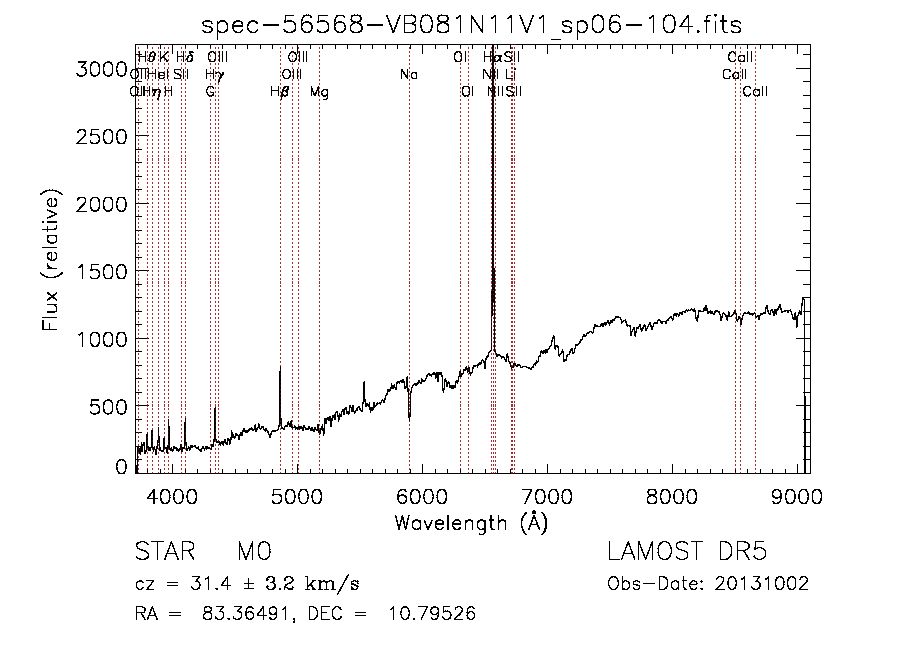 spec-56568-VB081N11V1_sp06-104.fits
Hθ K Hδ OIII OIII OI Hα SII CaII
OII HeI SII Hγ OIII Na NII Li CaII
OII Hη H G Hβ Mg OI NII SII CaII
3000
2500
2000
1500
1000
500
0
Flux (relative)
4000 5000 6000 7000 8000 9000
Wavelength (Å)
STAR M0 LAMOST DR5
cz = 31.4 ± 3.2 km/s Obs-Date: 20131002
RA = 83.36491, DEC = 10.79526